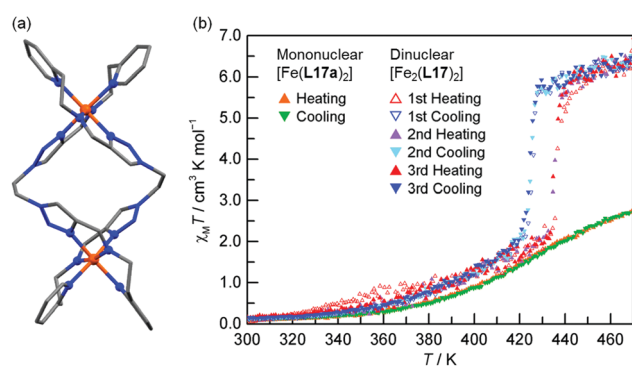 (a)
(b)
7.0
6.0
5.0
4.0
3.0
2.0
1.0
0.0
χMT / cm³ K mol⁻¹
Mononuclear
[Fe(L17a)₂]
Heating
Cooling
Dinuclear
[Fe₂(L17)₂]
1st Heating
1st Cooling
2nd Heating
2nd Cooling
3rd Heating
3rd Cooling
300 320 340 360 380 400 420 440 460
T / K